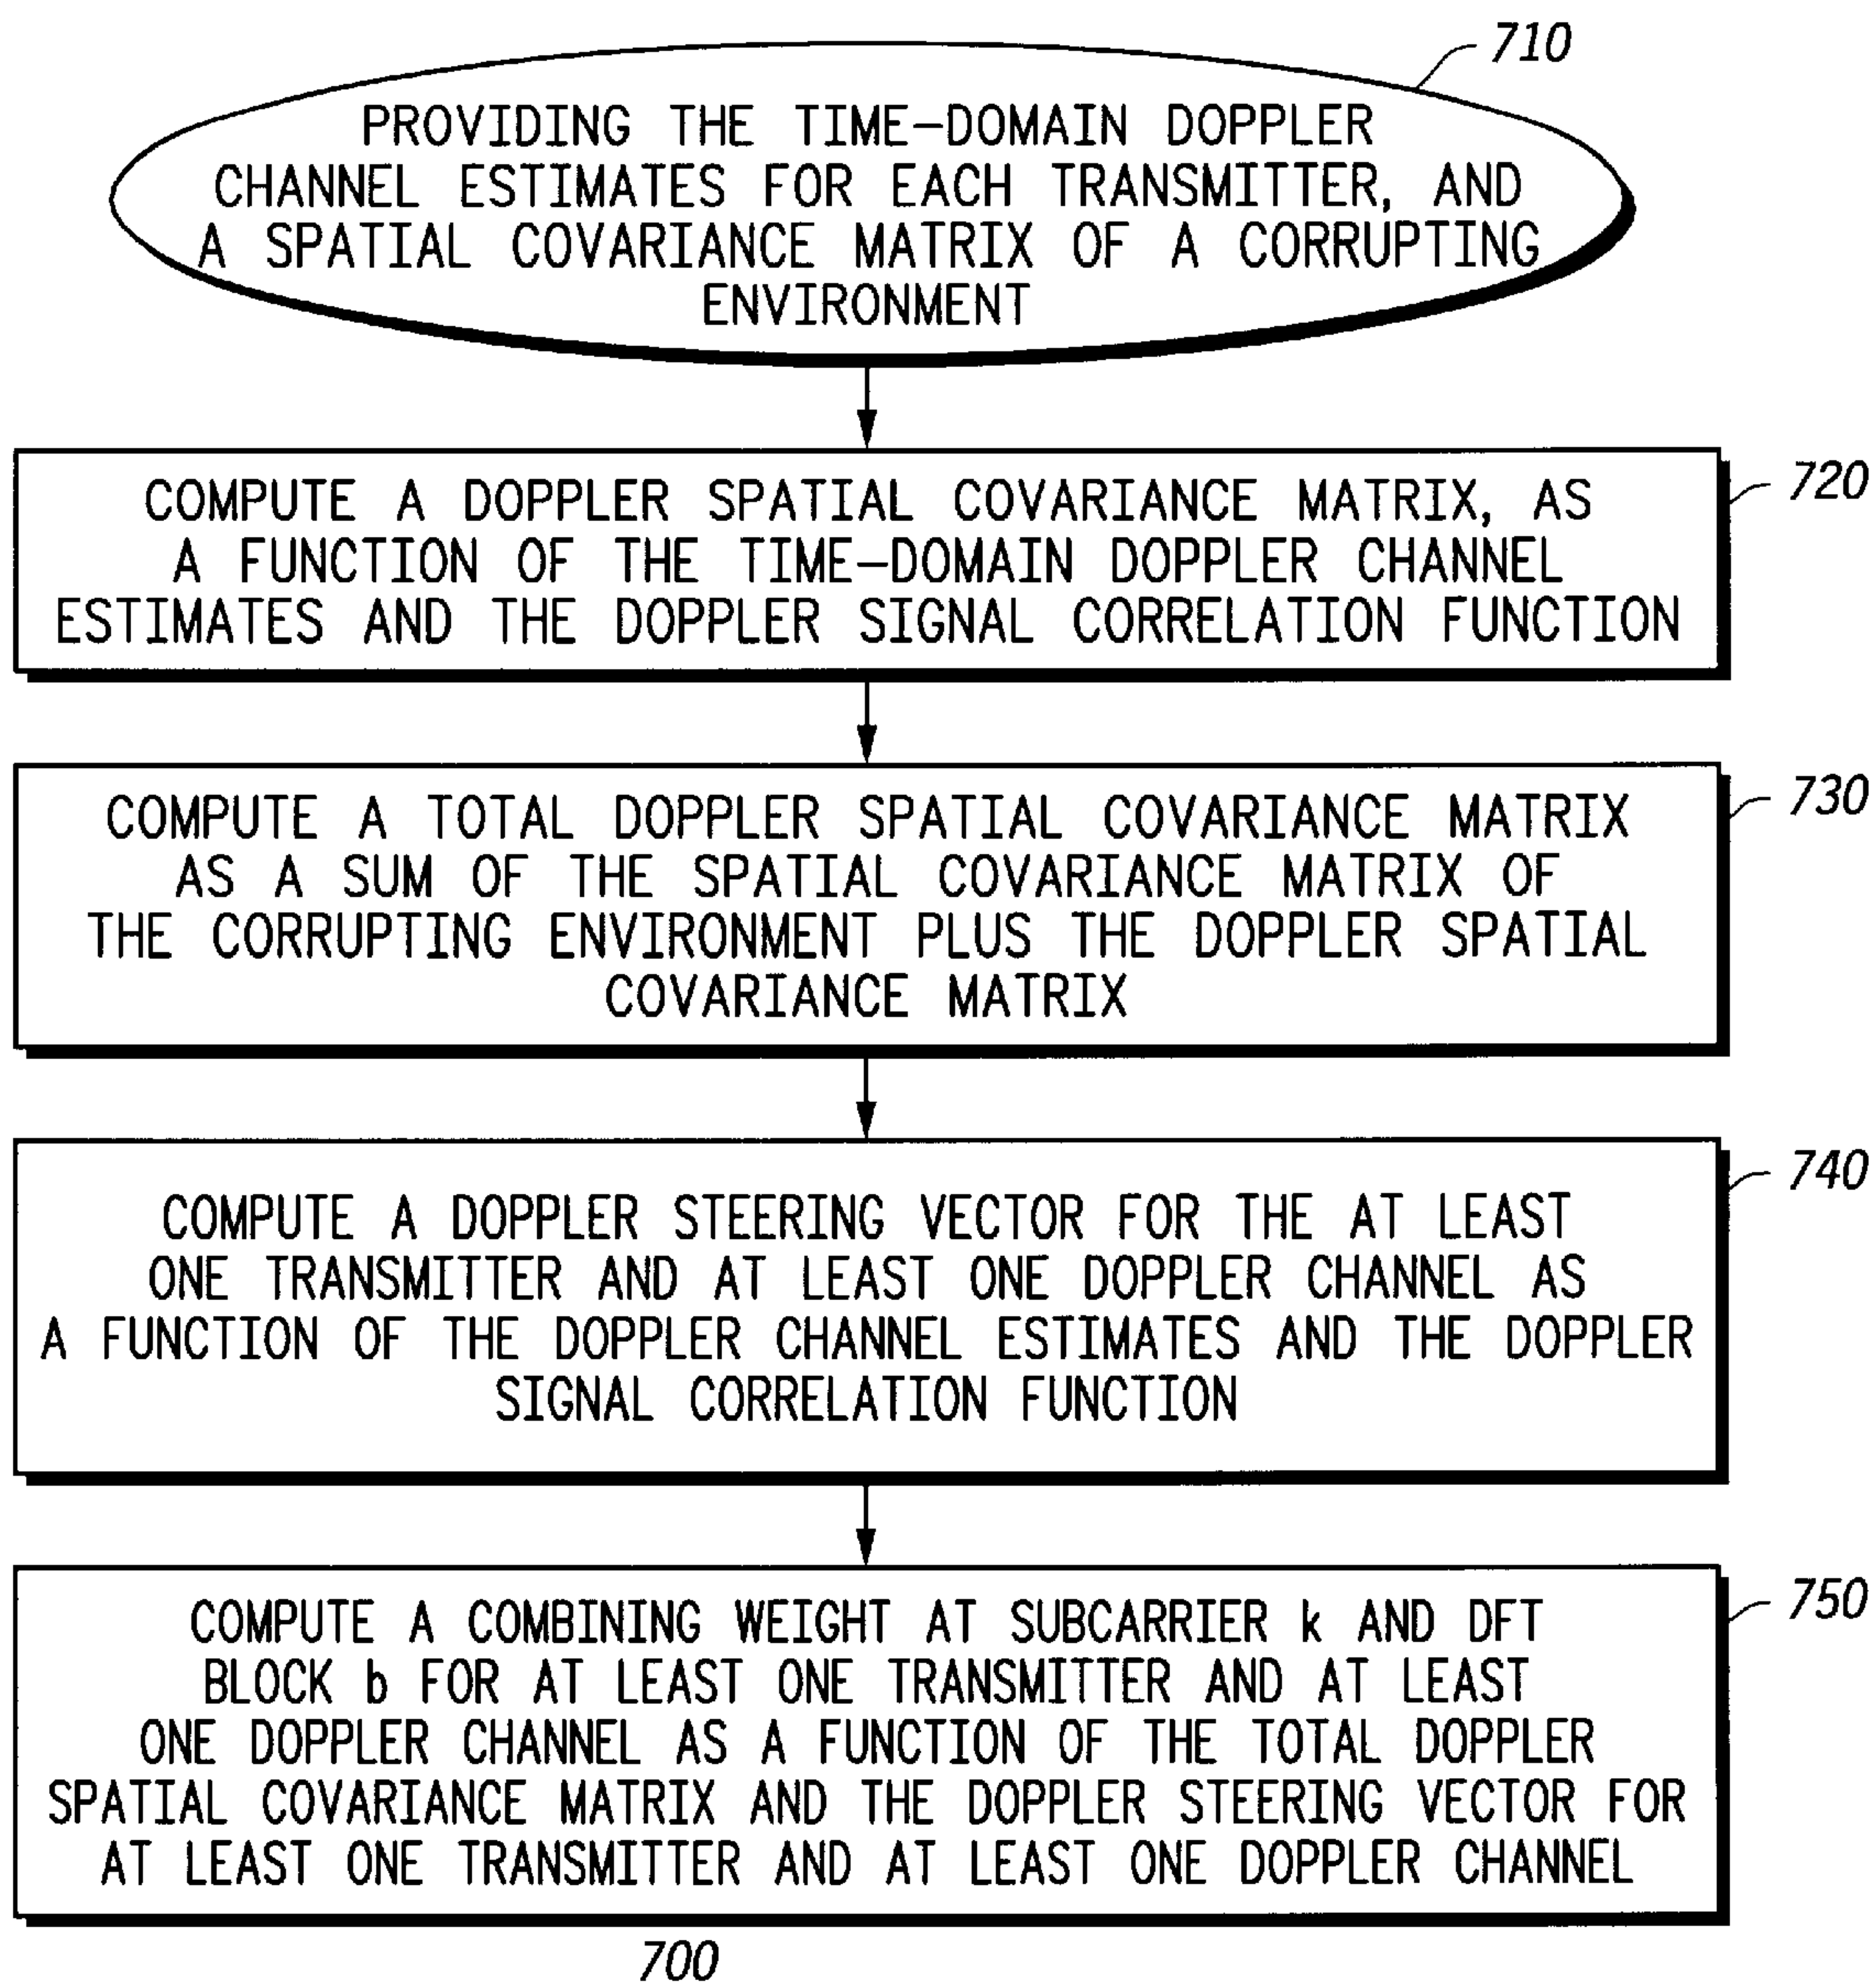 710
PROVIDING THE TIME-DOMAIN DOPPLER
CHANNEL ESTIMATES FOR EACH TRANSMITTER, AND
A SPATIAL COVARIANCE MATRIX OF A CORRUPTING
ENVIRONMENT
720
COMPUTE A DOPPLER SPATIAL COVARIANCE MATRIX, AS
A FUNCTION OF THE TIME-DOMAIN DOPPLER CHANNEL
ESTIMATES AND THE DOPPLER SIGNAL CORRELATION FUNCTION
730
COMPUTE A TOTAL DOPPLER SPATIAL COVARIANCE MATRIX
AS A SUM OF THE SPATIAL COVARIANCE MATRIX OF
THE CORRUPTING ENVIRONMENT PLUS THE DOPPLER SPATIAL
COVARIANCE MATRIX
740
COMPUTE A DOPPLER STEERING VECTOR FOR THE AT LEAST
ONE TRANSMITTER AND AT LEAST ONE DOPPLER CHANNEL AS
A FUNCTION OF THE DOPPLER CHANNEL ESTIMATES AND THE DOPPLER
SIGNAL CORRELATION FUNCTION
750
COMPUTE A COMBINING WEIGHT AT SUBCARRIER k AND DFT
BLOCK b FOR AT LEAST ONE TRANSMITTER AND AT LEAST
ONE DOPPLER CHANNEL AS A FUNCTION OF THE TOTAL DOPPLER
SPATIAL COVARIANCE MATRIX AND THE DOPPLER STEERING VECTOR FOR
AT LEAST ONE TRANSMITTER AND AT LEAST ONE DOPPLER CHANNEL
700